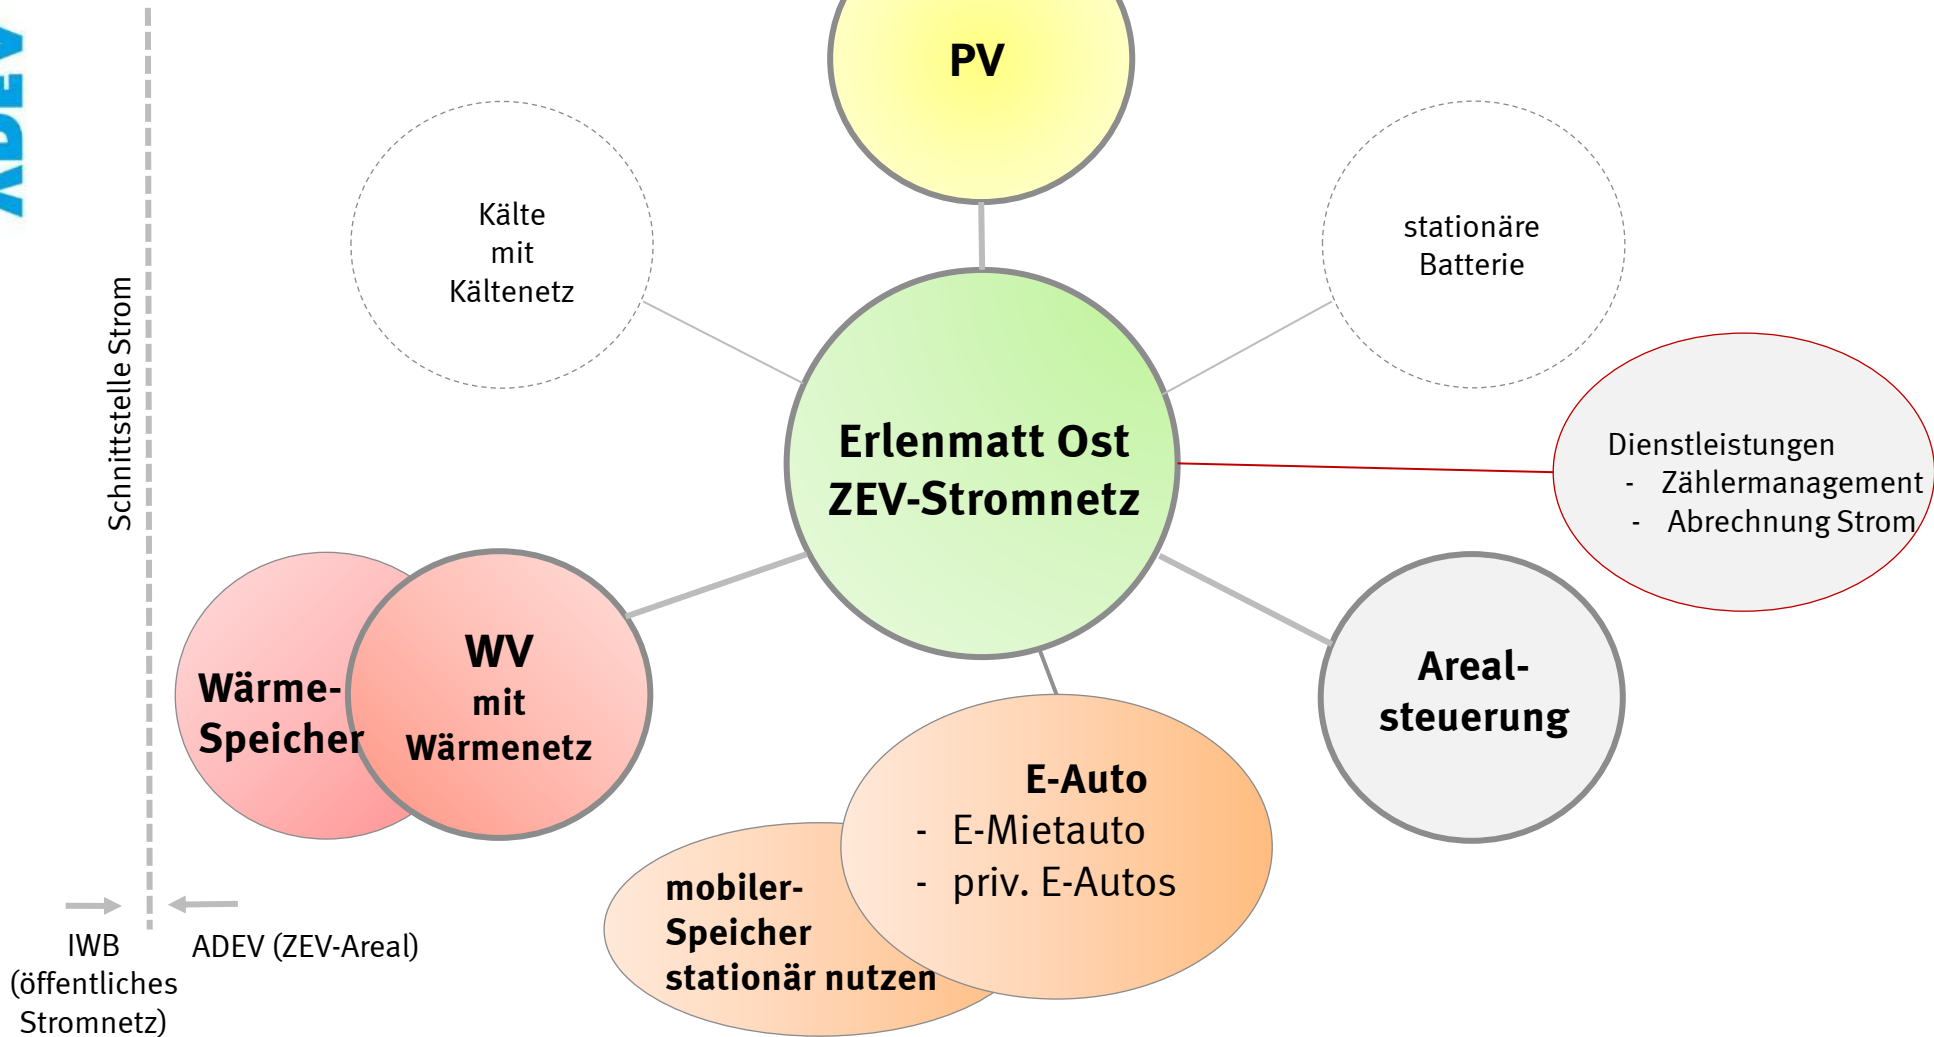 ADEV
PV
Kälte
mit
Kältenetz
stationäre
Batterie
Schnittstelle Strom
Erlenmatt Ost
ZEV-Stromnetz
Dienstleistungen
- Zählermanagement
- Abrechnung Strom
Wärme-
Speicher
WV
mit
Wärmenetz
Areal-
steuerung
E-Auto
- E-Mietauto
- priv. E-Autos
mobiler-
Speicher
stationär nutzen
IWB
(öffentliches
Stromnetz)
ADEV (ZEV-Areal)